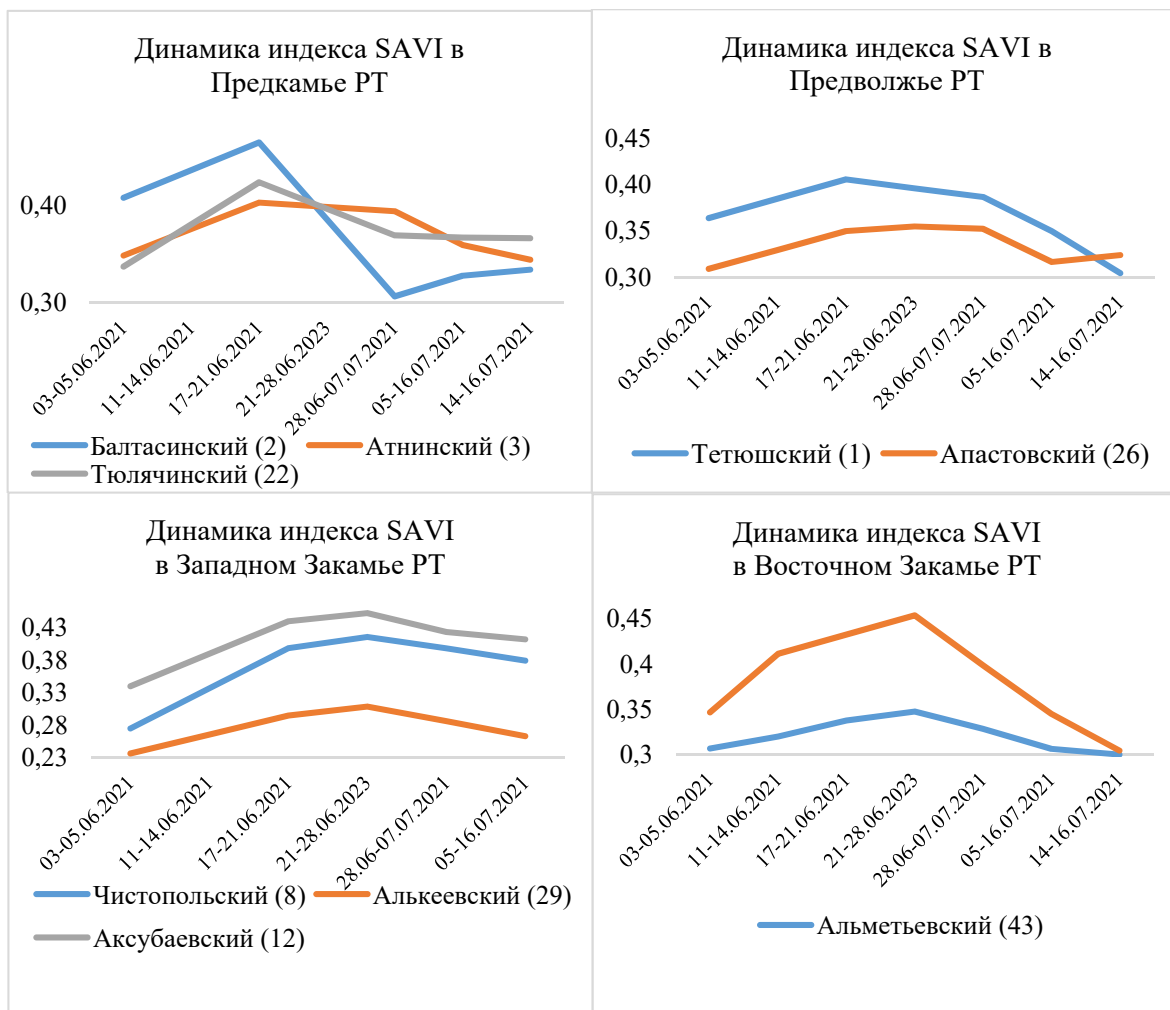 Динамика индекса SAVI в
Предкамье РТ
0,40
0,30
03-05.06.2021
11-14.06.2021
17-21.06.2021
21-28.06.2023
28.06-07.07.2021
05-16.07.2021
14-16.07.2021
Балтасинский (2)
Атнинский (3)
Тюлячинский (22)
Динамика индекса SAVI в
Предволжье РТ
0,45
0,40
0,35
0,30
03-05.06.2021
11-14.06.2021
17-21.06.2021
21-28.06.2023
28.06-07.07.2021
05-16.07.2021
14-16.07.2021
Тетюшский (1)
Апастовский (26)
Динамика индекса SAVI
в Западном Закамье РТ
0,43
0,38
0,33
0,28
0,23
03-05.06.2021
11-14.06.2021
17-21.06.2021
21-28.06.2023
28.06-07.07.2021
05-16.07.2021
Чистопольский (8)
Алькеевский (29)
Аксубаевский (12)
Динамика индекса SAVI
в Восточном Закамье РТ
0,45
0,4
0,35
0,3
03-05.06.2021
11-14.06.2021
17-21.06.2021
21-28.06.2023
28.06-07.07.2021
05-16.07.2021
14-16.07.2021
Альметьевский (43)